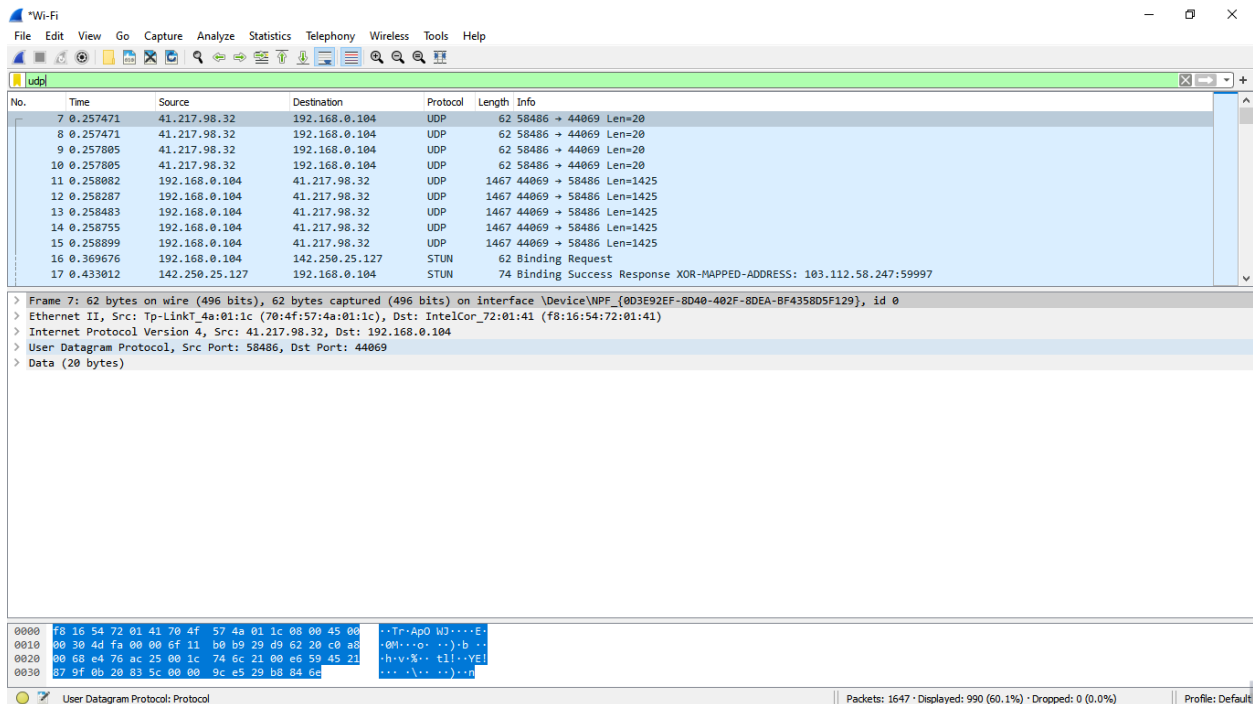 *Wi-Fi
File Edit View Go Capture Analyze Statistics Telephony Wireless Tools Help
udp
No. Time Source Destination Protocol Length Info
7 0.257471 41.217.98.32 192.168.0.104 UDP 62 58486 → 44069 Len=20
8 0.257471 41.217.98.32 192.168.0.104 UDP 62 58486 → 44069 Len=20
9 0.257805 41.217.98.32 192.168.0.104 UDP 62 58486 → 44069 Len=20
10 0.257805 41.217.98.32 192.168.0.104 UDP 62 58486 → 44069 Len=20
11 0.258082 192.168.0.104 41.217.98.32 UDP 1467 44069 → 58486 Len=1425
12 0.258287 192.168.0.104 41.217.98.32 UDP 1467 44069 → 58486 Len=1425
13 0.258483 192.168.0.104 41.217.98.32 UDP 1467 44069 → 58486 Len=1425
14 0.258755 192.168.0.104 41.217.98.32 UDP 1467 44069 → 58486 Len=1425
15 0.258899 192.168.0.104 41.217.98.32 UDP 1467 44069 → 58486 Len=1425
16 0.369676 192.168.0.104 142.250.25.127 STUN 62 Binding Request
17 0.433012 142.250.25.127 192.168.0.104 STUN 74 Binding Success Response XOR-MAPPED-ADDRESS: 103.112.58.247:59997
> Frame 7: 62 bytes on wire (496 bits), 62 bytes captured (496 bits) on interface \Device\NPF_{0D3E92EF-8D40-402F-8DEA-BF4358D5F129}, id 0
> Ethernet II, Src: Tp-LinkT_4a:01:1c (70:4f:57:4a:01:1c), Dst: IntelCor_72:01:41 (f8:16:54:72:01:41)
> Internet Protocol Version 4, Src: 41.217.98.32, Dst: 192.168.0.104
> User Datagram Protocol, Src Port: 58486, Dst Port: 44069
> Data (20 bytes)
0000 f8 16 54 72 01 41 70 4f 57 4a 01 1c 08 00 45 00 ··Tr·ApO WJ····E·
0010 00 30 4d fa 00 00 6f 11 b0 b9 29 d9 62 20 c0 a8 ·0M···o· ··)·b ··
0020 00 68 e4 76 ac 25 00 1c 74 6c 21 00 e6 59 45 21 ·h·v·%·· tl!··YE!
0030 87 9f 0b 20 83 5c 00 00 9c e5 29 b8 84 6e ··· ·\·· ··)··n
User Datagram Protocol: Protocol Packets: 1647 · Displayed: 990 (60.1%) · Dropped: 0 (0.0%) Profile: Default